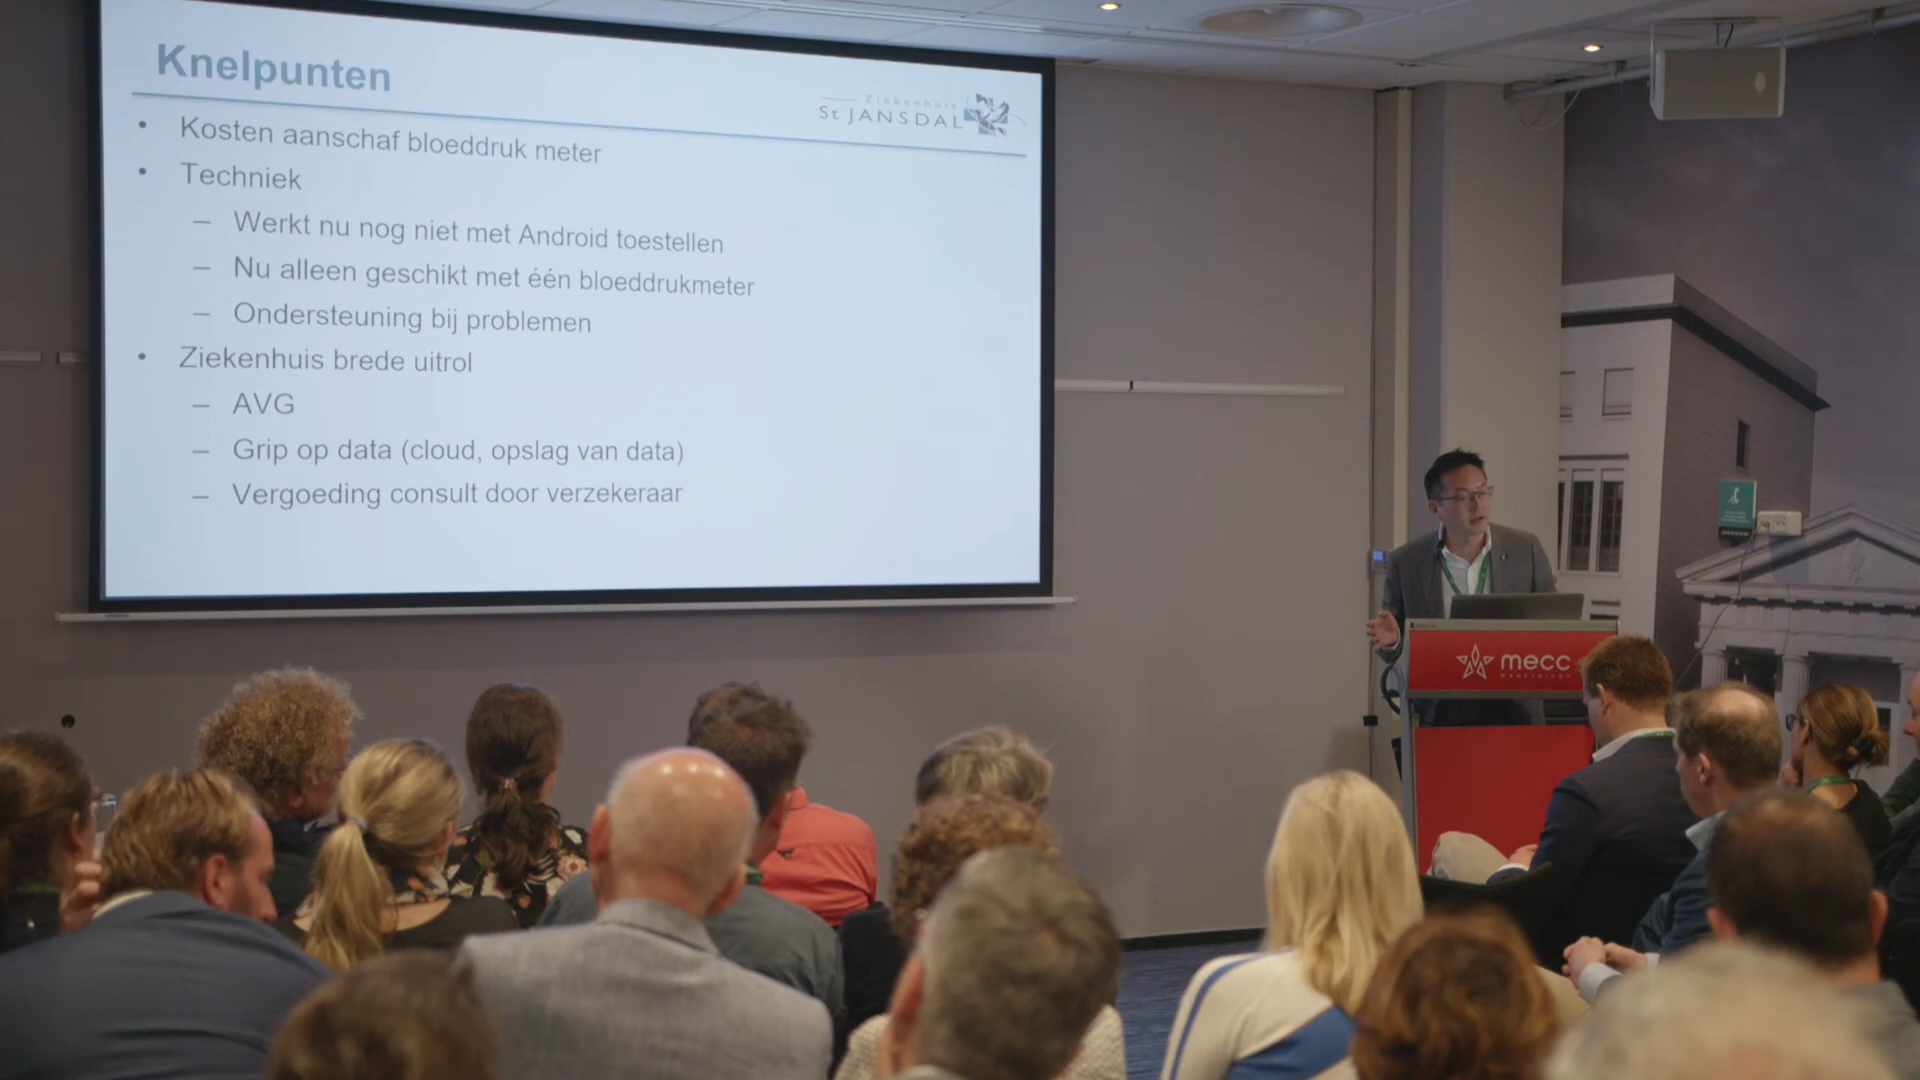 Knelpunten
Ziekenhuis
St JANSDAL
• Kosten aanschaf bloeddruk meter
• Techniek
– Werkt nu nog niet met Android toestellen
– Nu alleen geschikt met één bloeddrukmeter
– Ondersteuning bij problemen
• Ziekenhuis brede uitrol
– AVG
– Grip op data (cloud, opslag van data)
– Vergoeding consult door verzekeraar
mecc
MAASTRICHT